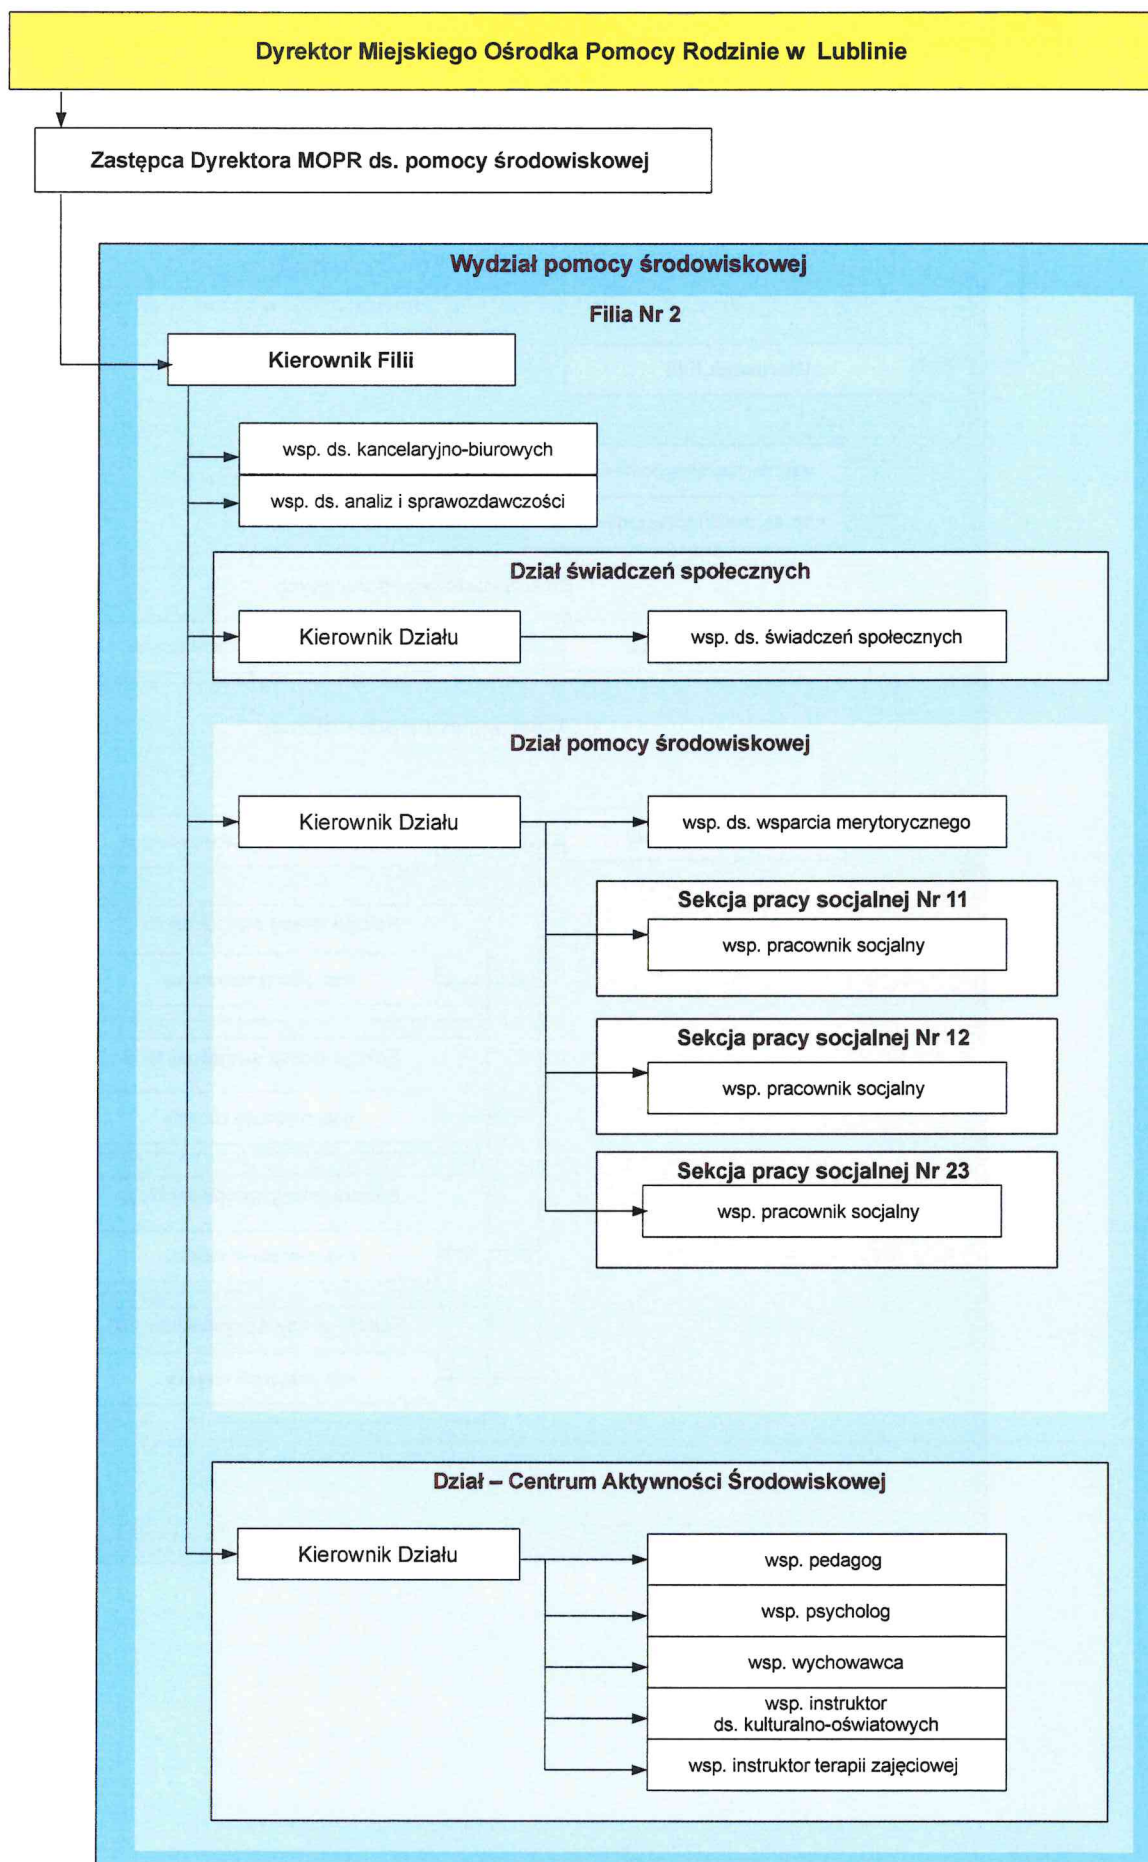 Dyrektor Miejskiego Ośrodka Pomocy Rodzinie w Lublinie
Zastępca Dyrektora MOPR ds. pomocy środowiskowej
Wydział pomocy środowiskowej
Filia Nr 2
Kierownik Filii
wsp. ds. kancelaryjno-biurowych
wsp. ds. analiz i sprawozdawczości
Dział świadczeń społecznych
Kierownik Działu
wsp. ds. świadczeń społecznych
Dział pomocy środowiskowej
Kierownik Działu
wsp. ds. wsparcia merytorycznego
Sekcja pracy socjalnej Nr 11
wsp. pracownik socjalny
Sekcja pracy socjalnej Nr 12
wsp. pracownik socjalny
Sekcja pracy socjalnej Nr 23
wsp. pracownik socjalny
Dział – Centrum Aktywności Środowiskowej
Kierownik Działu
wsp. pedagog
wsp. psycholog
wsp. wychowawca
wsp. instruktor
ds. kulturalno-oświatowych
wsp. instruktor terapii zajęciowej